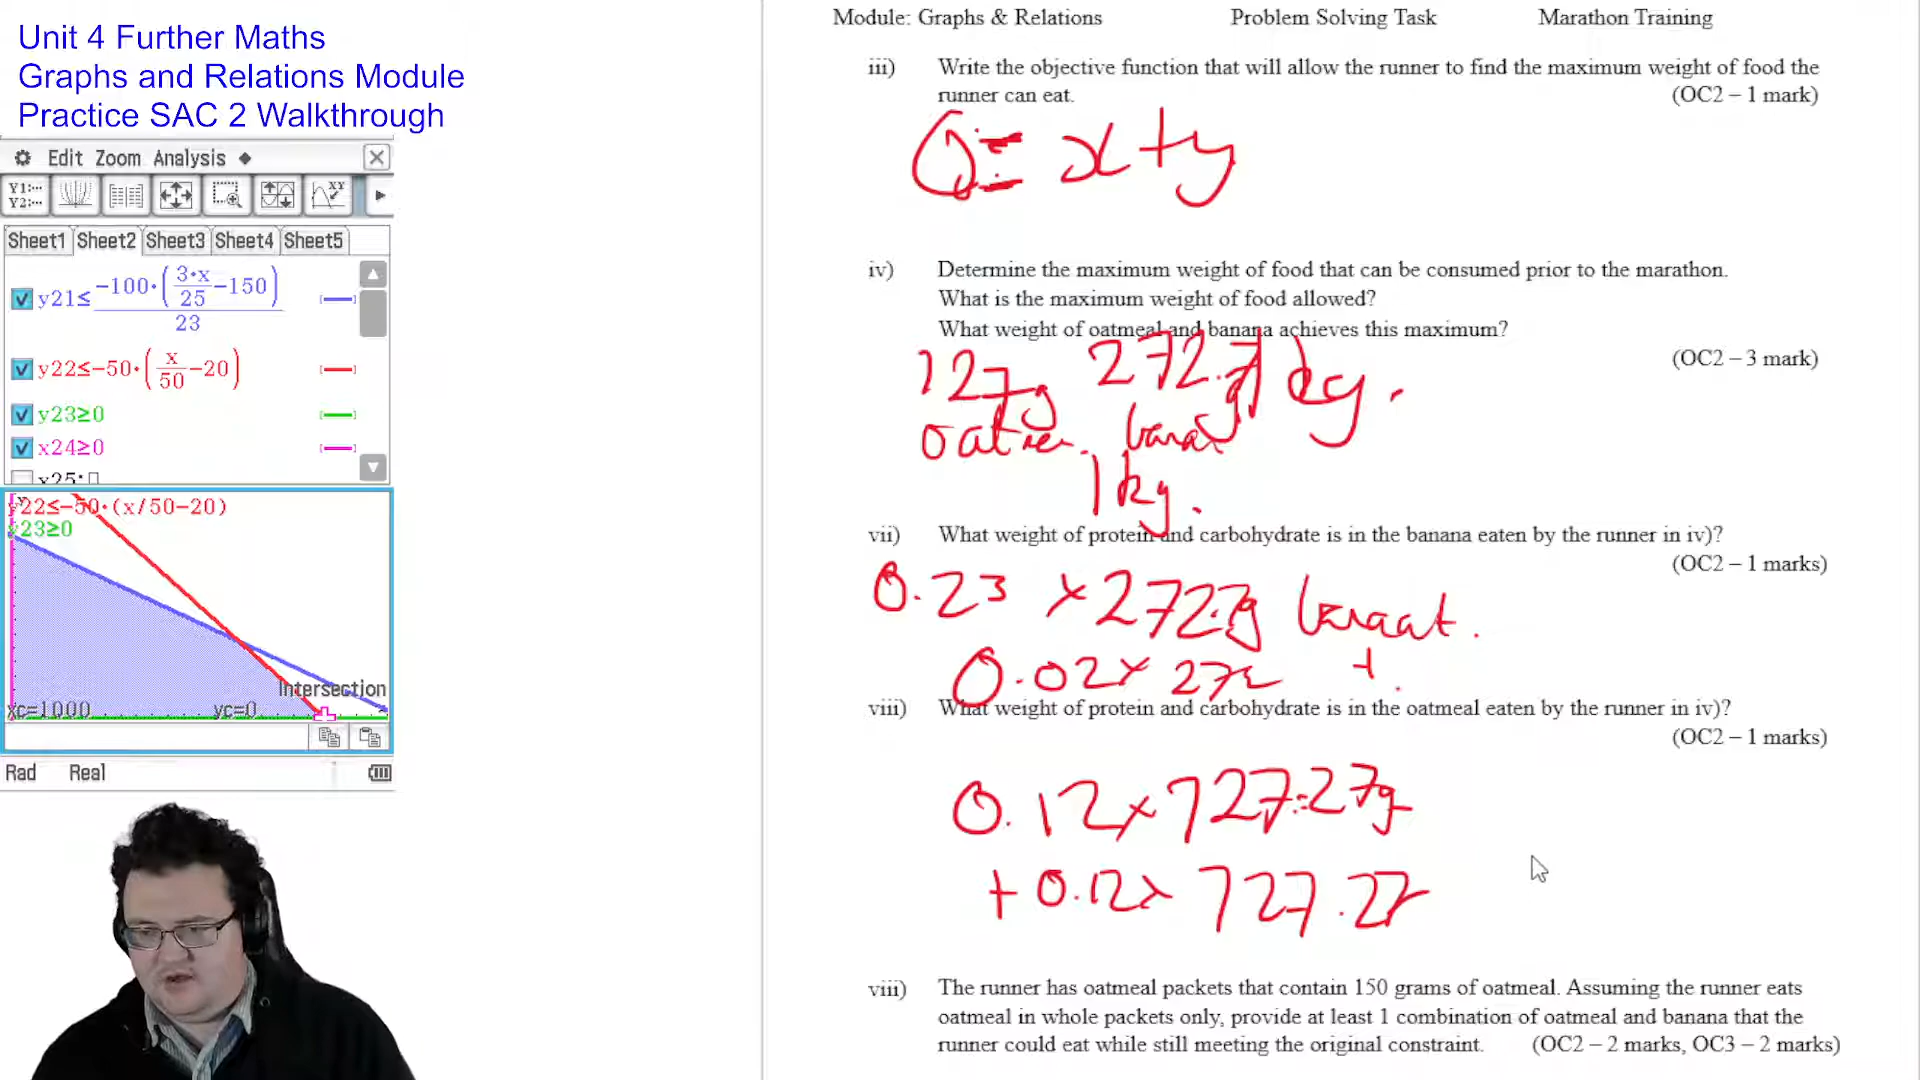 Unit 4 Further Maths
Graphs and Relations Module
Practice SAC 2 Walkthrough
Edit Zoom Analysis
Y1:...
Y2:...
XY
Sheet1 Sheet2 Sheet3 Sheet4 Sheet5
y21≤ -100·(3·x/25 -150)/23
y22≤-50·(x/50 -20)
y23≥0
x24≥0
x25:
y22≤-50·(x/50-20)
y23≥0
Intersection
xc=1000 yc=0
Rad Real
Module: Graphs & Relations Problem Solving Task Marathon Training
iii) Write the objective function that will allow the runner to find the maximum weight of food the
runner can eat. (OC2 – 1 mark)
= x + y
iv) Determine the maximum weight of food that can be consumed prior to the marathon.
What is the maximum weight of food allowed?
What weight of oatmeal and banana achieves this maximum?
(OC2 – 3 mark)
127g 272.7g 1kg.
1kg.
vii) What weight of protein and carbohydrate is in the banana eaten by the runner in iv)?
(OC2 – 1 marks)
0.23 × 272.7g
0.02 × 272 +
viii) What weight of protein and carbohydrate is in the oatmeal eaten by the runner in iv)?
(OC2 – 1 marks)
0.12 × 727.27g
+ 0.12 × 727.27
viii) The runner has oatmeal packets that contain 150 grams of oatmeal. Assuming the runner eats
oatmeal in whole packets only, provide at least 1 combination of oatmeal and banana that the
runner could eat while still meeting the original constraint. (OC2 – 2 marks, OC3 – 2 marks)